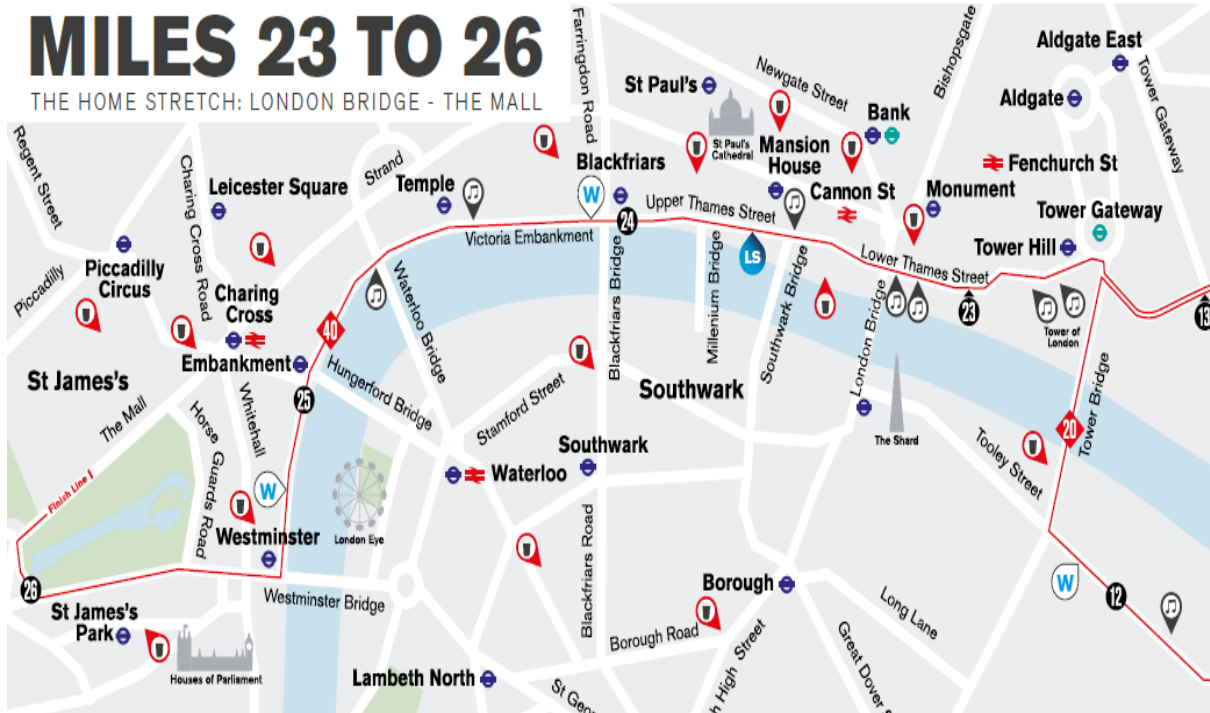 MILES 23 TO 26
THE HOME STRETCH: LONDON BRIDGE - THE MALL
Farringdon Road
Bishopsgate
Aldgate East
Tower Gateway
St Paul's
Newgate Street
Aldgate
Bank
St Paul's
Cathedral
Mansion
House
Fenchurch St
Regent Street
Charing Cross Road
Leicester Square
Strand
Temple
Blackfriars
W
Cannon St
Monument
Upper Thames Street
24
Tower Gateway
Tower Hill
Victoria Embankment
LS
Lower Thames Street
Piccadilly
Piccadilly
Circus
Charing
Cross
Waterloo Bridge
Blackfriars Bridge
Millenium Bridge
Southwark Bridge
London Bridge
23
13
Tower of
London
40
Embankment
Hungerford Bridge
St James's
25
Stamford Street
Southwark
The Shard
Tower Bridge
20
The Mall
Horse Guards Road
Whitehall
Tooley Street
Southwark
Waterloo
Finish Line
W
London Eye
Westminster
Blackfriars Road
26
Westminster Bridge
Borough
W
12
St James's
Park
Houses of Parliament
Borough Road
Long Lane
Lambeth North
St Geor
h High Street
Great Dover S